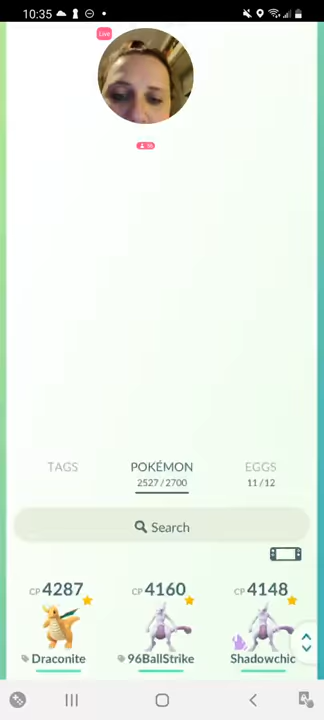 10:35
Live
TAGS
POKÉMON
EGGS
2527 / 2700
11 / 12
Search
CP 4287
CP 4160
CP 4148
Draconite
96BallStrike
Shadowchic